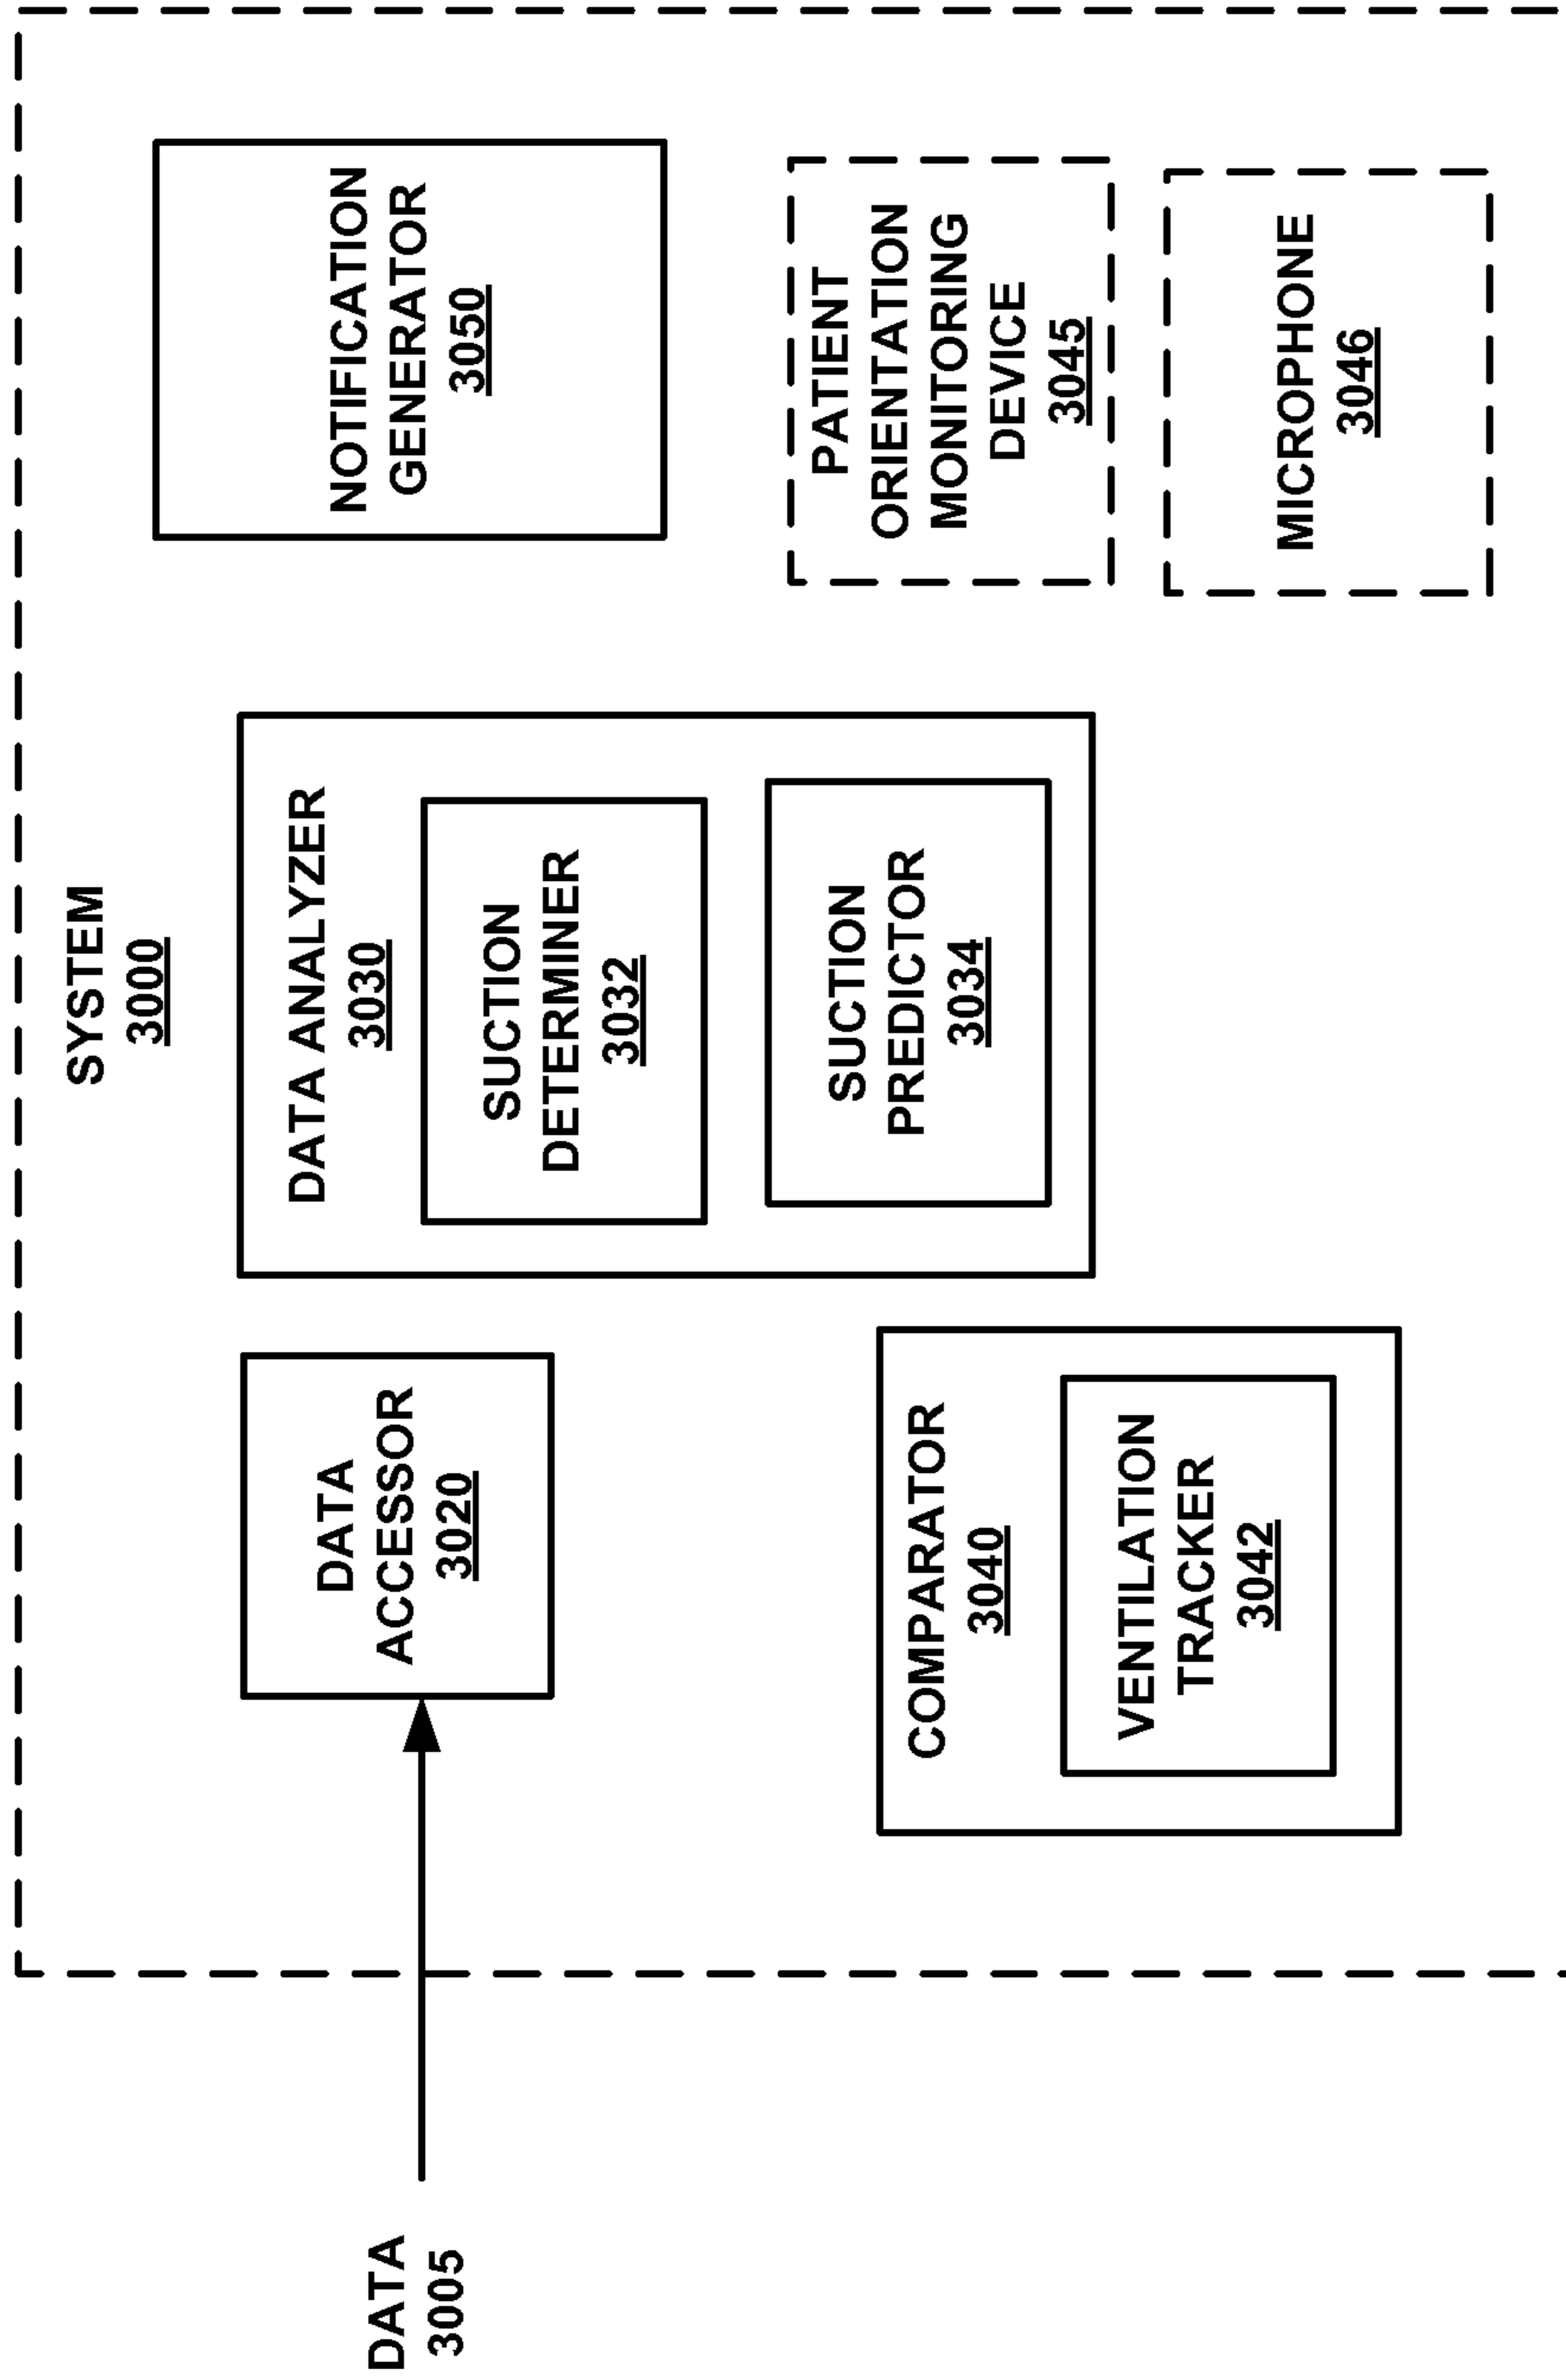 SYSTEM
3000
DATA
3005
DATA
ACCESSOR
3020
DATA ANALYZER
3030
SUCTION
DETERMINER
3032
SUCTION
PREDICTOR
3034
NOTIFICATION
GENERATOR
3050
COMPARATOR
3040
VENTILATION
TRACKER
3042
PATIENT
ORIENTATION
MONITORING
DEVICE
3045
MICROPHONE
3046